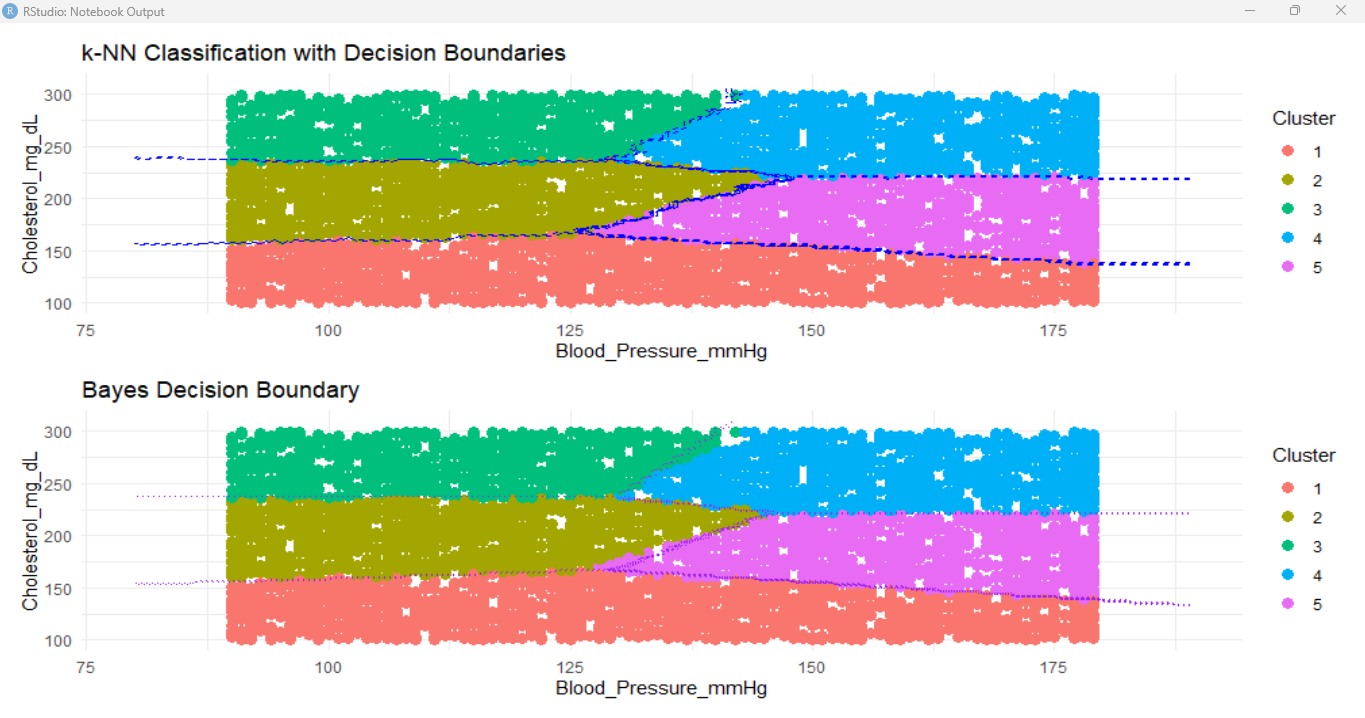 R RStudio: Notebook Output
k-NN Classification with Decision Boundaries
300
250
200
150
100
Cholesterol_mg_dL
75 100 125 150 175
Blood_Pressure_mmHg
Cluster
1
2
3
4
5
Bayes Decision Boundary
300
250
200
150
100
Cholesterol_mg_dL
75 100 125 150 175
Blood_Pressure_mmHg
Cluster
1
2
3
4
5